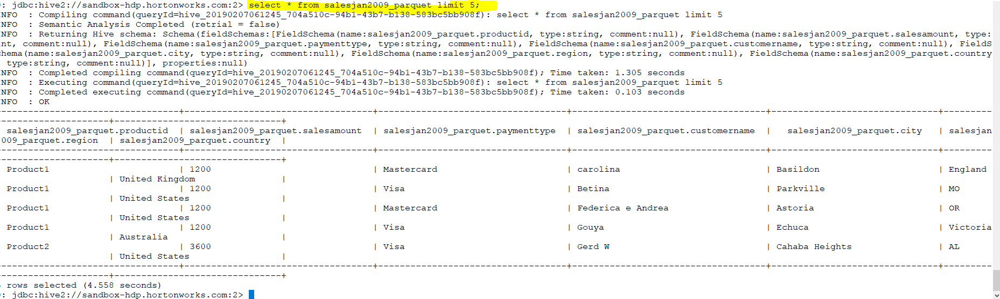 : jdbc:hive2://sandbox-hdp.hortonworks.com:2> select * from salesjan2009_parquet limit 5;
NFO  : Compiling command(queryId=hive_20190207061245_704a510c-94b1-43b7-b138-583bc5bb908f): select * from salesjan2009_parquet limit 5
NFO  : Semantic Analysis Completed (retrial = false)
NFO  : Returning Hive schema: Schema(fieldSchemas:[FieldSchema(name:salesjan2009_parquet.productid, type:string, comment:null), FieldSchema(name:salesjan2009_parquet.salesamount, type:
nt, comment:null), FieldSchema(name:salesjan2009_parquet.paymenttype, type:string, comment:null), FieldSchema(name:salesjan2009_parquet.customername, type:string, comment:null), FieldS
chema(name:salesjan2009_parquet.city, type:string, comment:null), FieldSchema(name:salesjan2009_parquet.region, type:string, comment:null), FieldSchema(name:salesjan2009_parquet.country
 type:string, comment:null)], properties:null)
NFO  : Completed compiling command(queryId=hive_20190207061245_704a510c-94b1-43b7-b138-583bc5bb908f); Time taken: 1.305 seconds
NFO  : Executing command(queryId=hive_20190207061245_704a510c-94b1-43b7-b138-583bc5bb908f): select * from salesjan2009_parquet limit 5
NFO  : Completed executing command(queryId=hive_20190207061245_704a510c-94b1-43b7-b138-583bc5bb908f); Time taken: 0.103 seconds
NFO  : OK
salesjan2009_parquet.productid | salesjan2009_parquet.salesamount | salesjan2009_parquet.paymenttype | salesjan2009_parquet.customername | salesjan2009_parquet.city | salesjan
009_parquet.region | salesjan2009_parquet.country |
Product1 | 1200 | Mastercard | carolina | Basildon | England
| United Kingdom |
Product1 | 1200 | Visa | Betina | Parkville | MO
| United States |
Product1 | 1200 | Mastercard | Federica e Andrea | Astoria | OR
| United States |
Product1 | 1200 | Visa | Gouya | Echuca | Victoria
| Australia |
Product2 | 3600 | Visa | Gerd W | Cahaba Heights | AL
| United States |
rows selected (4.558 seconds)
: jdbc:hive2://sandbox-hdp.hortonworks.com:2>